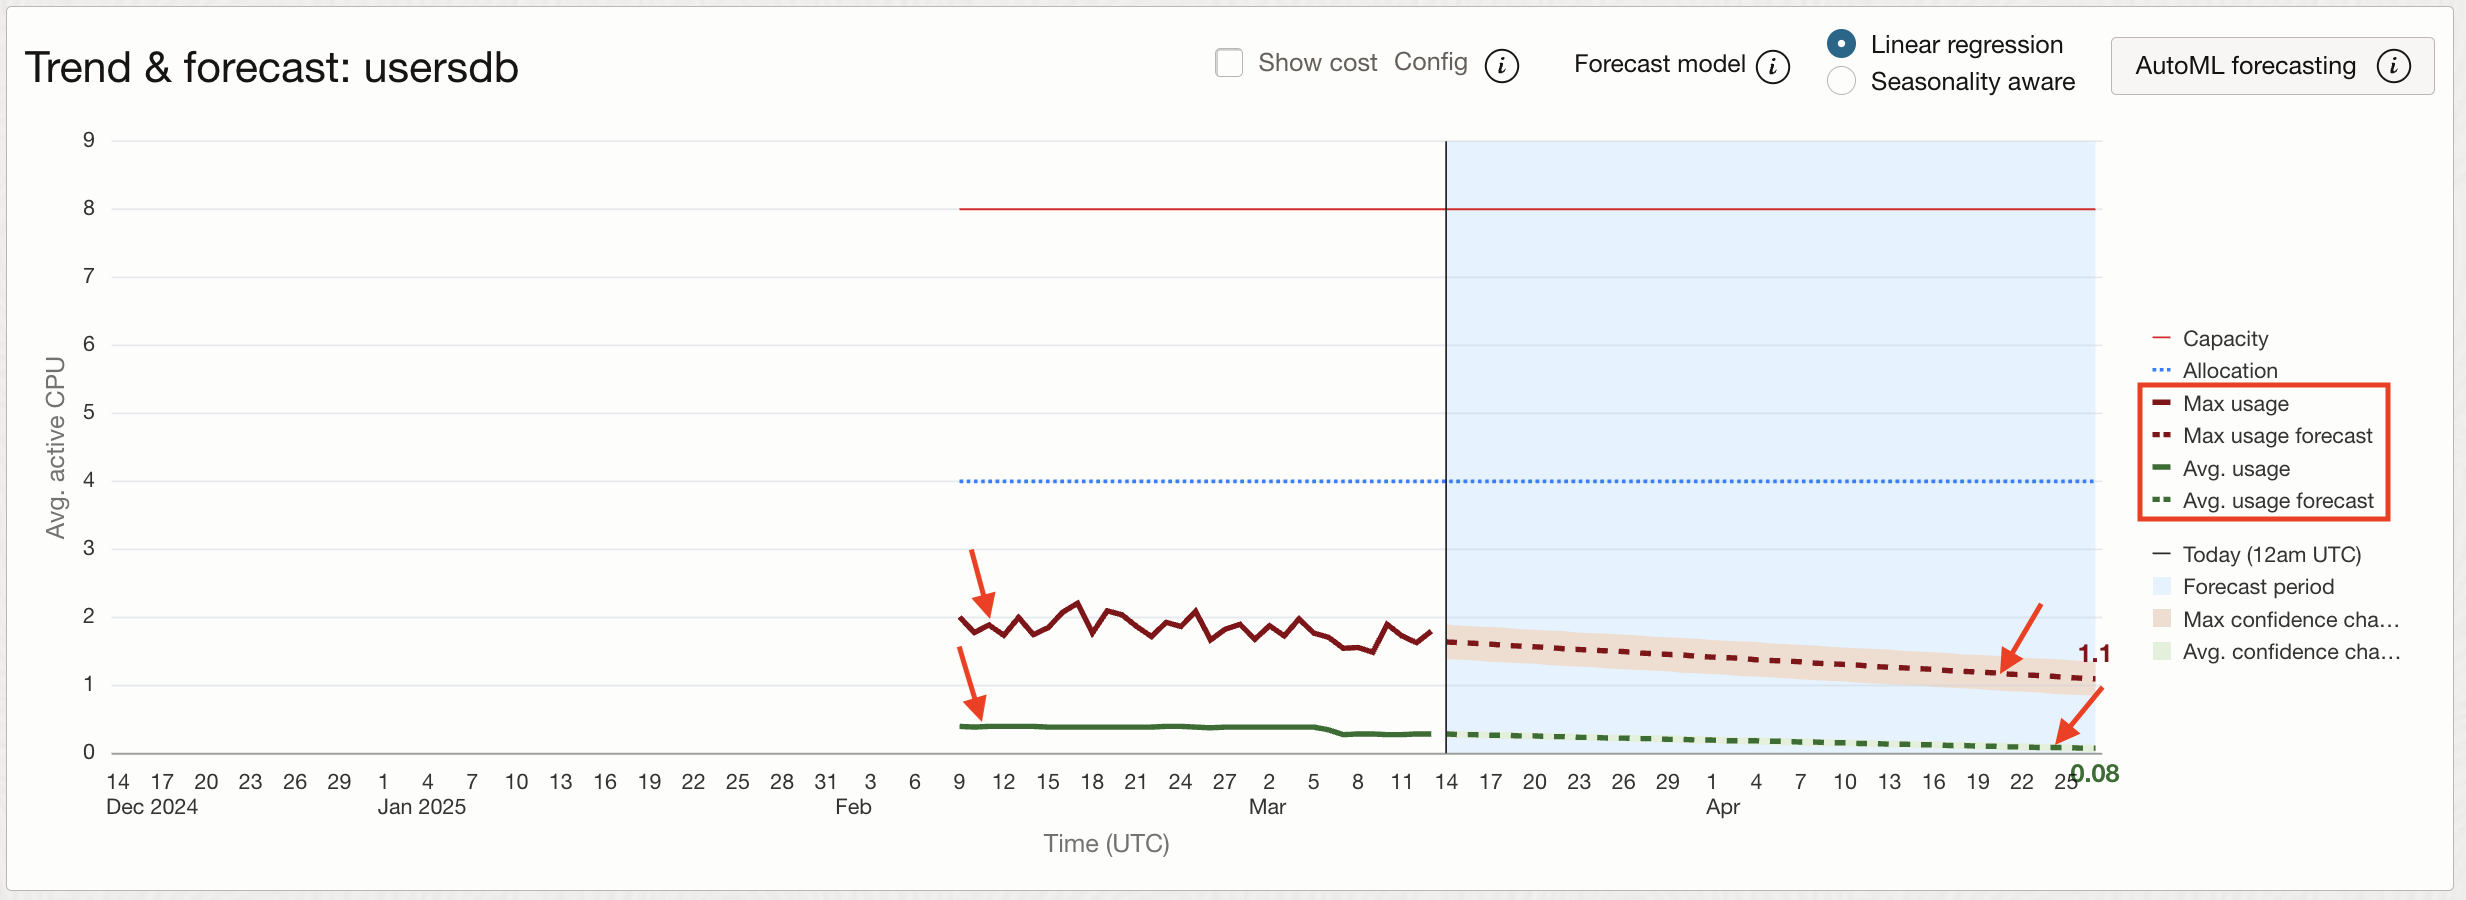 Trend & forecast: usersdb
Show cost Config i
Forecast model i
Linear regression
Seasonality aware
AutoML forecasting i
Avg. active CPU
9
8
7
6
5
4
3
2
1
0
1.1
0.08
14 17 20 23 26 29 1 4 7 10 13 16 19 22 25 28 31 3 6 9 12 15 18 21 24 27 2 5 8 11 14 17 20 23 26 29 1 4 7 10 13 16 19 22 25
Dec 2024 Jan 2025 Feb Mar Apr
Time (UTC)
Capacity
Allocation
Max usage
Max usage forecast
Avg. usage
Avg. usage forecast
Today (12am UTC)
Forecast period
Max confidence cha...
Avg. confidence cha...